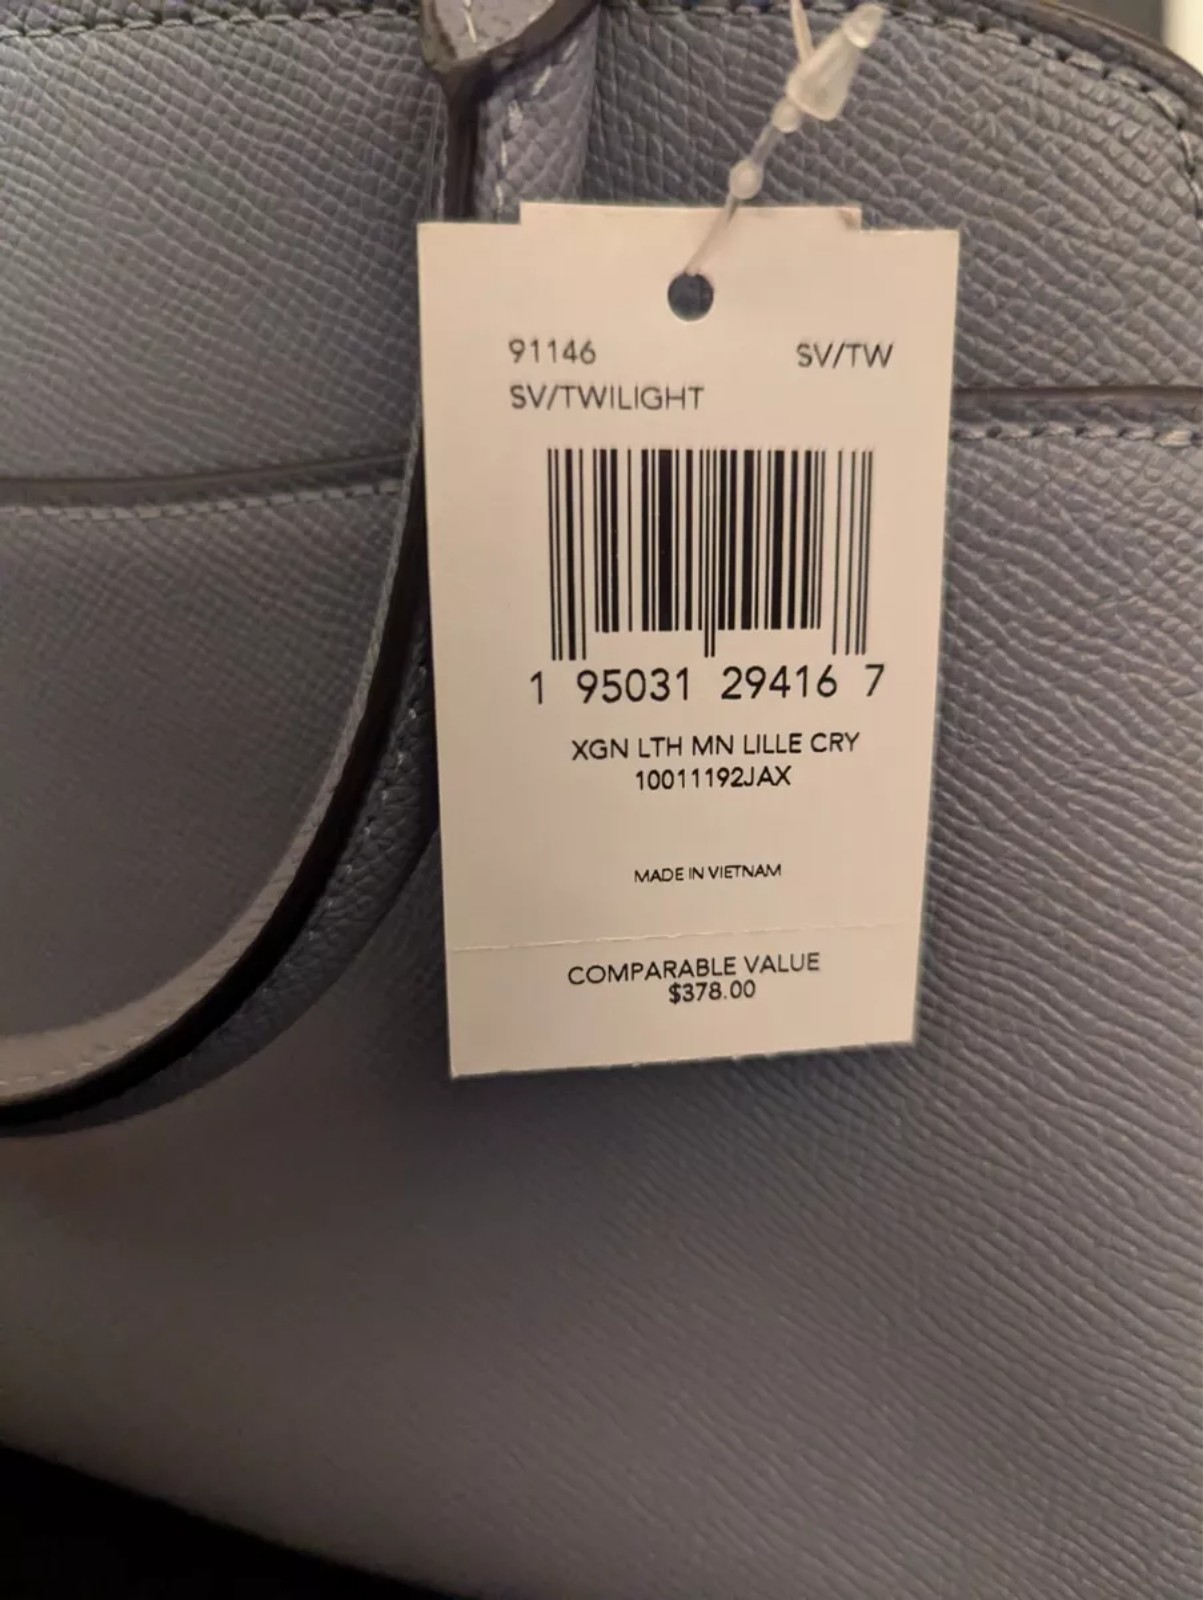 91146 SV/TW
SV/TWILIGHT
1 95031 29416 7
XGN LTH MN LILLE CRY
10011192JAX
MADE IN VIETNAM
COMPARABLE VALUE
$378.00